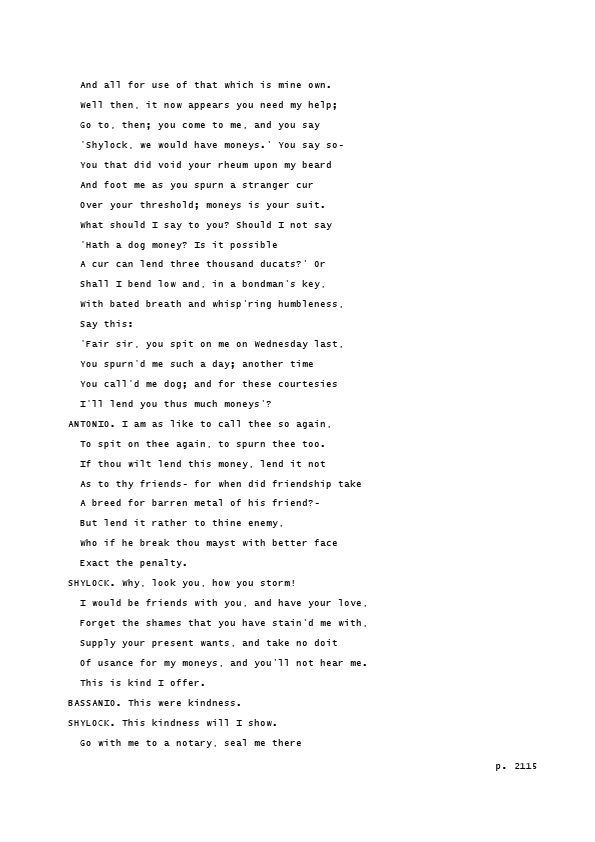 And all for use of that which is mine own.
Well then, it now appears you need my help;
Go to, then; you come to me, and you say
'Shylock, we would have moneys.' You say so-
You that did void your rheum upon my beard
And foot me as you spurn a stranger cur
Over your threshold; moneys is your suit.
What should I say to you? Should I not say
'Hath a dog money? Is it possible
A cur can lend three thousand ducats?' Or
Shall I bend low and, in a bondman's key,
With bated breath and whisp'ring humbleness,
Say this:
'Fair sir, you spit on me on Wednesday last,
You spurn'd me such a day; another time
You call'd me dog; and for these courtesies
I'll lend you thus much moneys'?
ANTONIO. I am as like to call thee so again,
To spit on thee again, to spurn thee too.
If thou wilt lend this money, lend it not
As to thy friends- for when did friendship take
A breed for barren metal of his friend?-
But lend it rather to thine enemy,
Who if he break thou mayst with better face
Exact the penalty.
SHYLOCK. Why, look you, how you storm!
I would be friends with you, and have your love,
Forget the shames that you have stain'd me with,
Supply your present wants, and take no doit
Of usance for my moneys, and you'll not hear me.
This is kind I offer.
BASSANIO. This were kindness.
SHYLOCK. This kindness will I show.
Go with me to a notary, seal me there
p. 2115